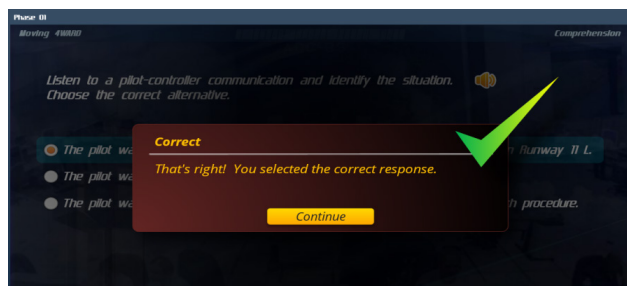 Phase 01
Moving 4WARD
Comprehension
Listen to a pilot-controller communication and identify the situation.
Choose the correct alternative.
Correct
The pilot wa
n Runway 11 L.
That's right! You selected the correct response.
The pilot wa
The pilot wa
h procedure.
Continue